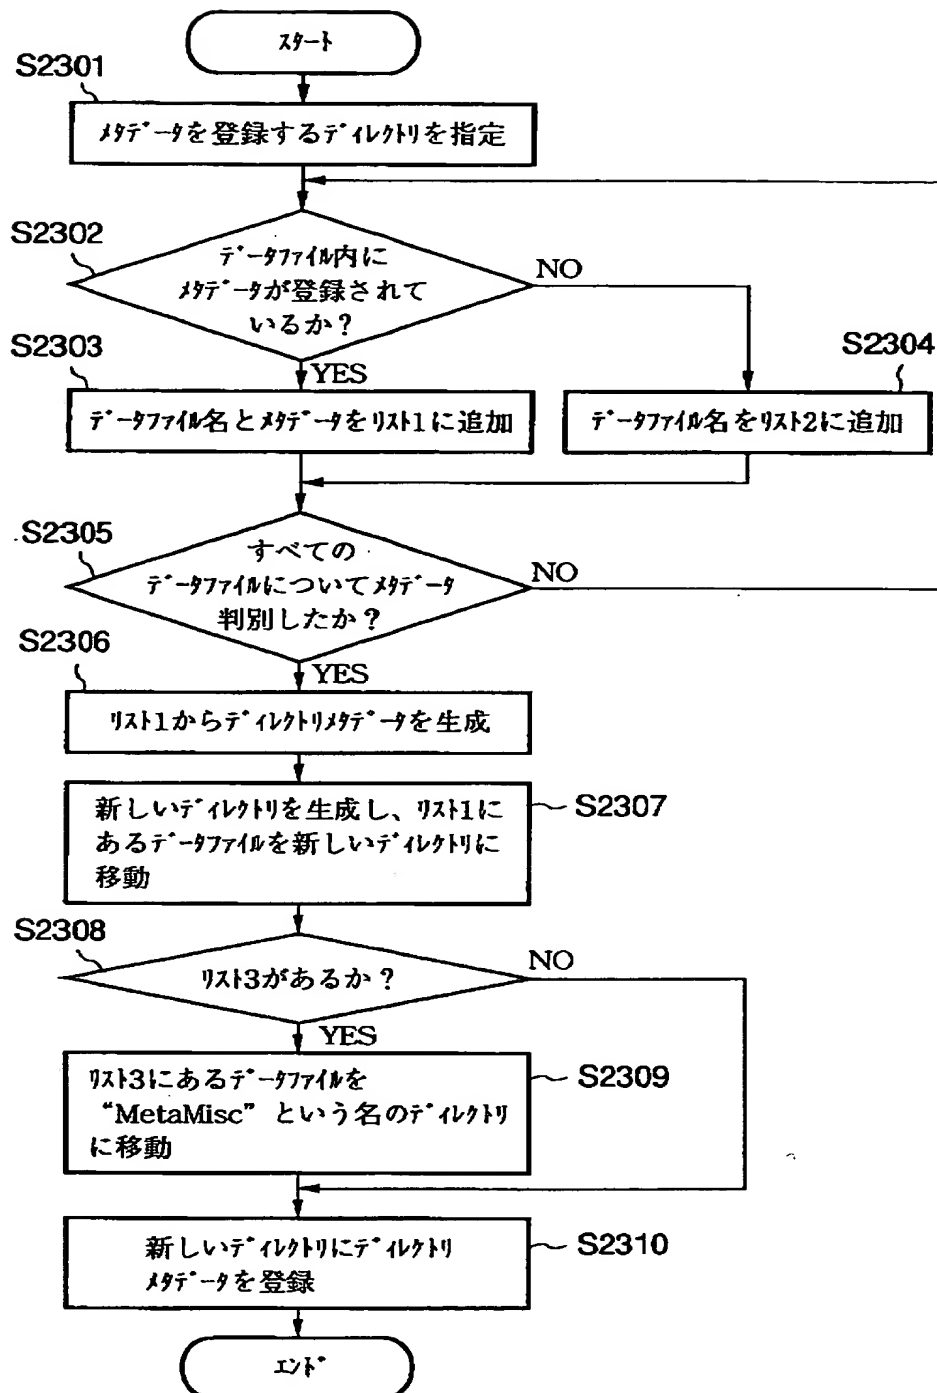 スタート
S2301
メタデータを登録するディレクトリを指定
S2302
データファイル内に
メタデータが登録されて
いるか?
NO
S2303
YES
S2304
データファイル名とメタデータをリスト1に追加
データファイル名をリスト2に追加
S2305
すべての
データファイルについてメタデータ
判別したか?
NO
S2306
YES
リスト1からディレクトリメタデータを生成
新しいディレクトリを生成し、リスト1に
あるデータファイルを新しいディレクトリに
移動
S2307
S2308
リスト3があるか?
NO
YES
リスト3にあるデータファイルを
“MetaMisc”という名のディレクトリ
に移動
S2309
新しいディレクトリにディレクトリ
メタデータを登録
S2310
エンド